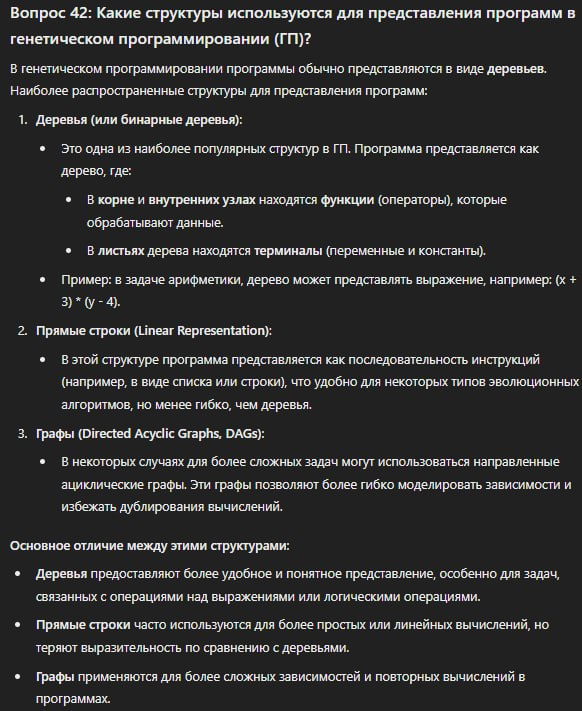 Вопрос 42: Какие структуры используются для представления программ в
генетическом программировании (ГП)?
В генетическом программировании программы обычно представляются в виде деревьев.
Наиболее распространенные структуры для представления программ:
1. Деревья (или бинарные деревья):
• Это одна из наиболее популярных структур в ГП. Программа представляется как
дерево, где:
• В корне и внутренних узлах находятся функции (операторы), которые
обрабатывают данные.
• В листьях дерева находятся терминалы (переменные и константы).
• Пример: в задаче арифметики, дерево может представлять выражение, например: (x +
3) * (y - 4).
2. Прямые строки (Linear Representation):
• В этой структуре программа представляется как последовательность инструкций
(например, в виде списка или строки), что удобно для некоторых типов эволюционных
алгоритмов, но менее гибко, чем деревья.
3. Графы (Directed Acyclic Graphs, DAGs):
• В некоторых случаях для более сложных задач могут использоваться направленные
ациклические графы. Эти графы позволяют более гибко моделировать зависимости и
избежать дублирования вычислений.
Основное отличие между этими структурами:
• Деревья предоставляют более удобное и понятное представление, особенно для задач,
связанных с операциями над выражениями или логическими операциями.
• Прямые строки часто используются для более простых или линейных вычислений, но
теряют выразительность по сравнению с деревьями.
• Графы применяются для более сложных зависимостей и повторных вычислений в
программах.